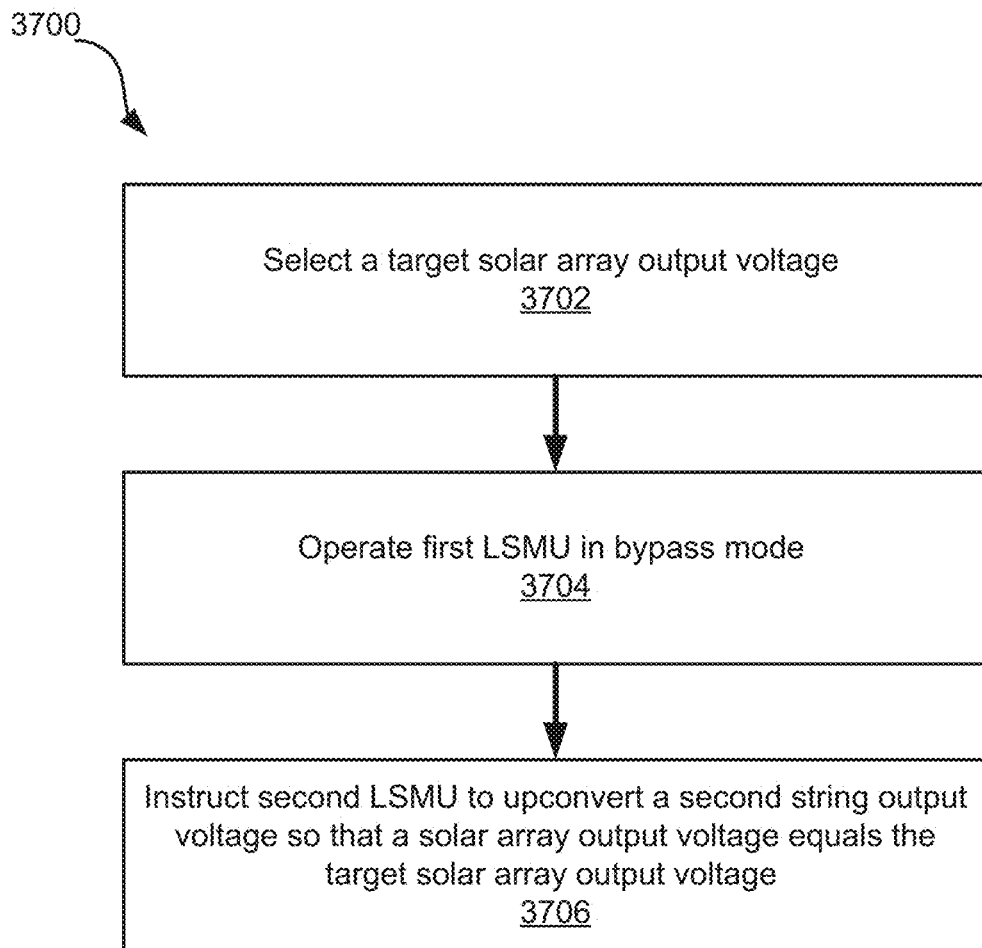 3700
Select a target solar array output voltage
3702
Operate first LSMU in bypass mode
3704
Instruct second LSMU to upconvert a second string output
voltage so that a solar array output voltage equals the
target solar array output voltage
3706